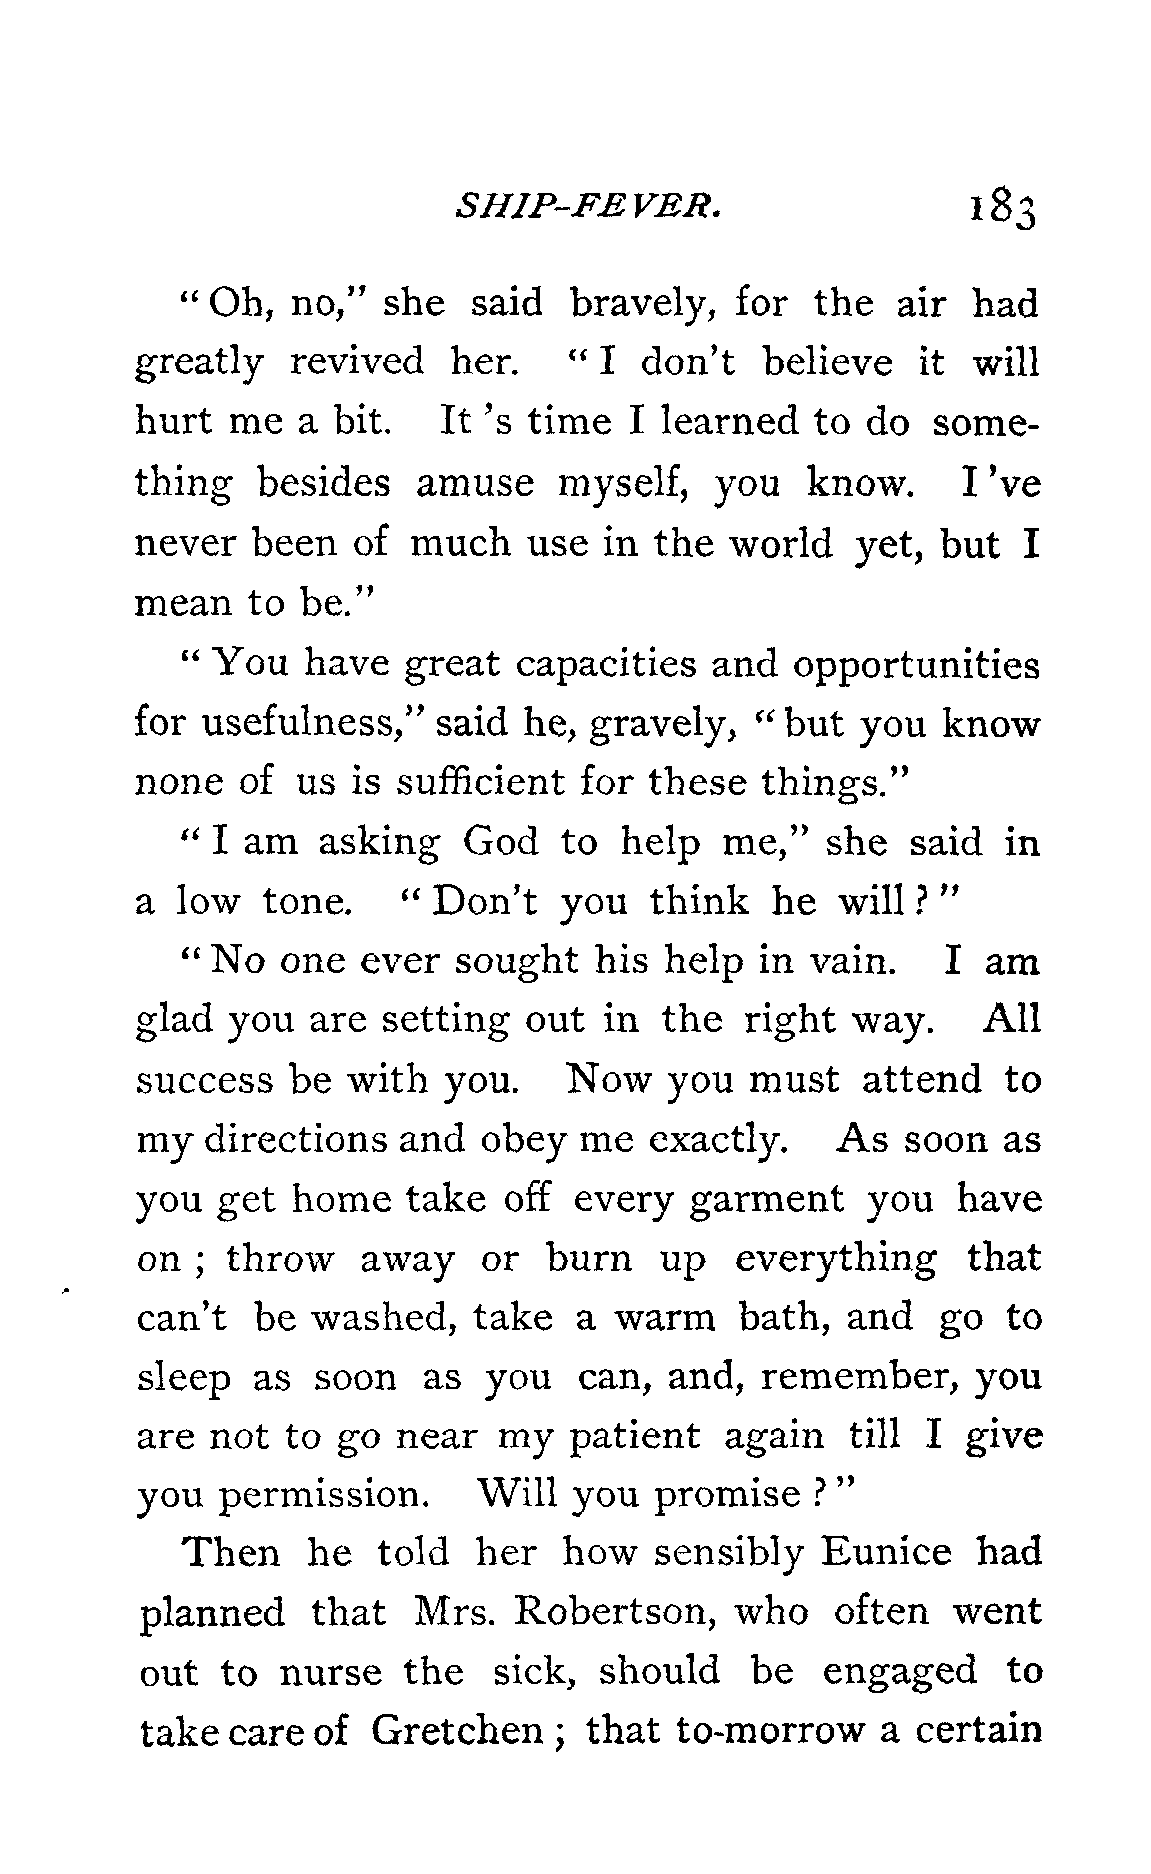 SHIP-FEVER. 183
" Oh, no," she said bravely, for the air had
greatly revived her. " I don't believe it will
hurt me a bit. It 's time I learned to do some-
thing besides amuse myself, you know. I 've
never been of much use in the world yet, but I
mean to be."
" You have great capacities and opportunities
for usefulness," said he, gravely, " but you know
none of us is sufficient for these things."
" I am asking God to help me," she said in
a low tone. " Don't you think he will ? "
" No one ever sought his help in vain. I am
glad you are setting out in the right way. All
success be with you. Now you must attend to
my directions and obey me exactly. As soon as
you get home take off every garment you have
on ; throw away or burn up everything that
can't be washed, take a warm bath, and go to
sleep as soon as you can, and, remember, you
are not to go near my patient again till I give
you permission. Will you promise ? "
Then he told her how sensibly Eunice had
planned that Mrs. Robertson, who often went
out to nurse the sick, should be engaged to
take care of Gretchen ; that to-morrow a certain